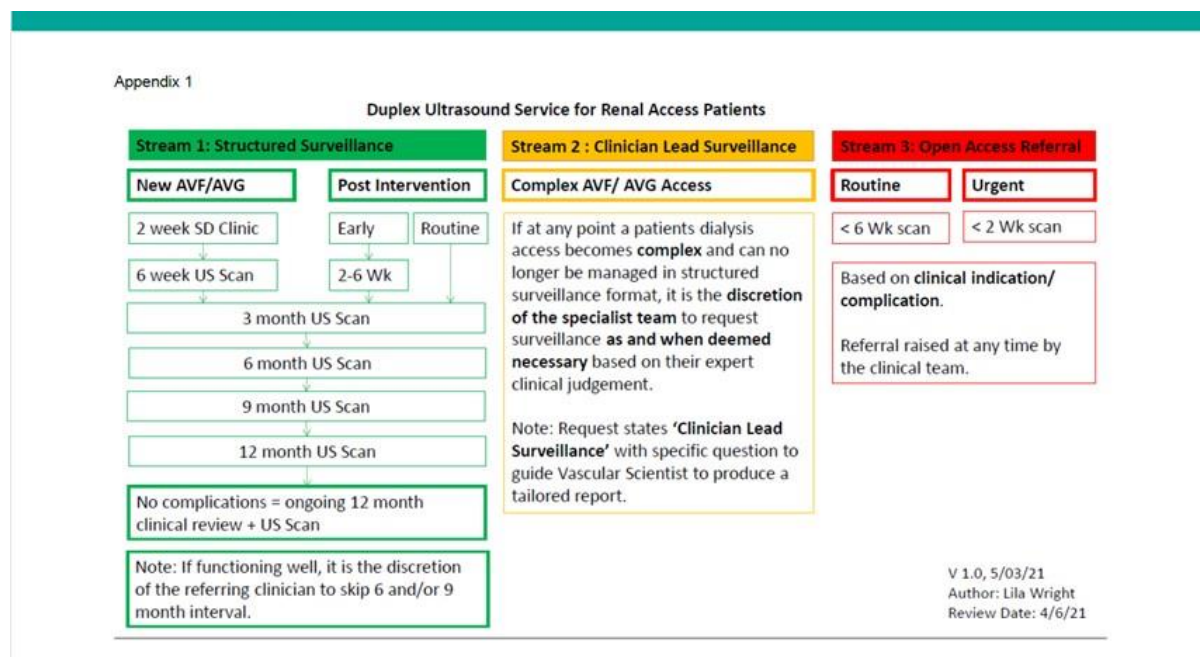 Appendix 1
Duplex Ultrasound Service for Renal Access Patients
Stream 1: Structured Surveillance
New AVF/AVG
Post Intervention
2 week SD Clinic
Early
Routine
6 week US Scan
2-6 Wk
3 month US Scan
6 month US Scan
9 month US Scan
12 month US Scan
No complications = ongoing 12 month
clinical review + US Scan
Note: If functioning well, it is the discretion
of the referring clinician to skip 6 and/or 9
month interval.
Stream 2 : Clinician Lead Surveillance
Complex AVF/ AVG Access
If at any point a patients dialysis
access becomes complex and can no
longer be managed in structured
surveillance format, it is the discretion
of the specialist team to request
surveillance as and when deemed
necessary based on their expert
clinical judgement.
Note: Request states ‘Clinician Lead
Surveillance’ with specific question to
guide Vascular Scientist to produce a
tailored report.
Stream 3: Open Access Referral
Routine
Urgent
< 6 Wk scan
< 2 Wk scan
Based on clinical indication/
complication.
Referral raised at any time by
the clinical team.
V 1.0, 5/03/21
Author: Lila Wright
Review Date: 4/6/21